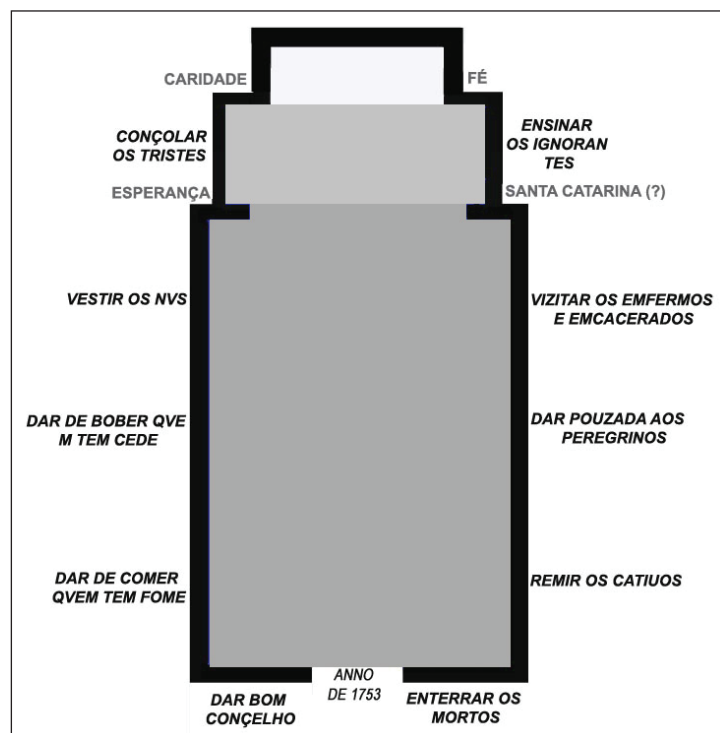 CARIDADE
FÉ
CONÇOLAR
OS TRISTES
ENSINAR
OS IGNORAN
TES
ESPERANÇA
SANTA CATARINA (?)
VESTIR OS NVS
VIZITAR OS EMFERMOS
E EMCACERADOS
DAR DE BOBER QVE
M TEM CEDE
DAR POUZADA AOS
PEREGRINOS
DAR DE COMER
QVEM TEM FOME
REMIR OS CATIUOS
ANNO
DE 1753
DAR BOM
CONÇELHO
ENTERRAR OS
MORTOS